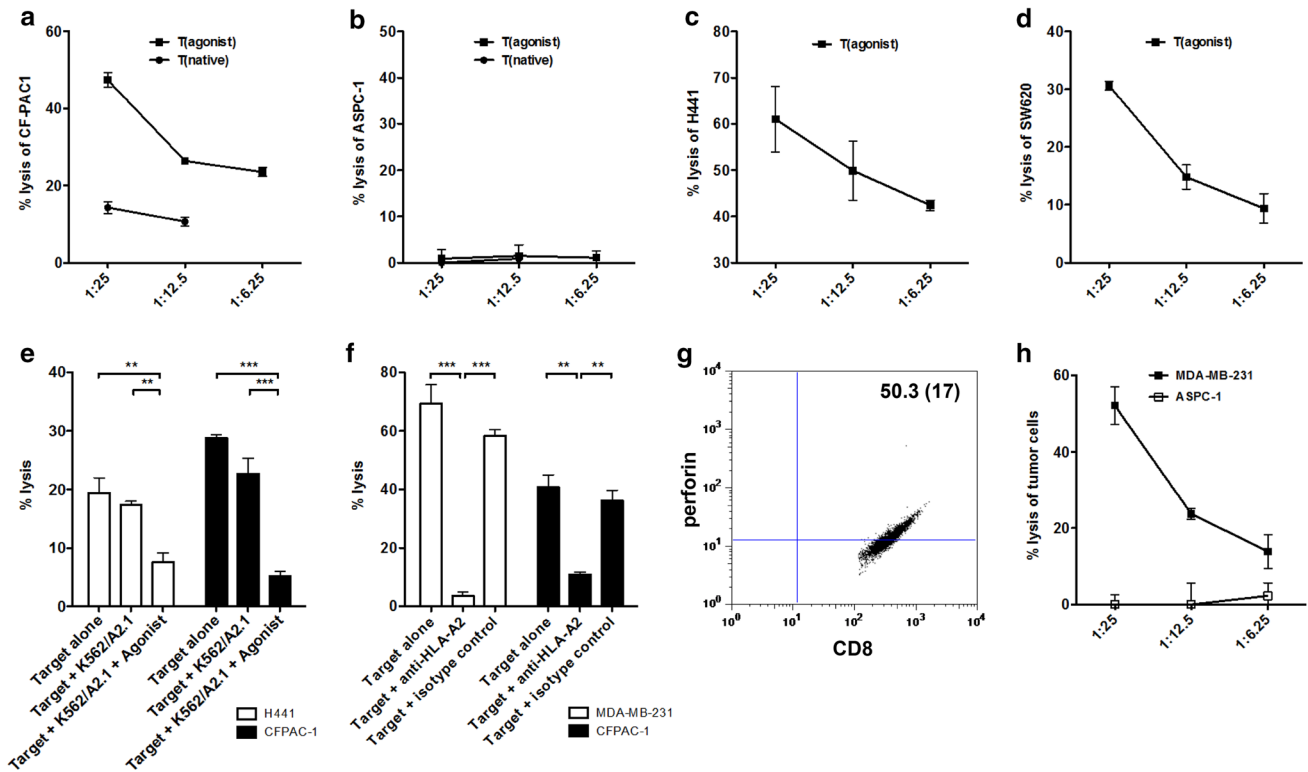 a
% lysis of CF-PAC1
60
40
20
0
T(agonist)
T(native)
1:25
1:12.5
1:6.25
b
% lysis of ASPC-1
50
40
30
20
10
0
T(agonist)
T(native)
1:25
1:12.5
1:6.25
c
% lysis of H441
80
70
60
50
40
30
T(agonist)
1:25
1:12.5
1:6.25
d
% lysis of SW620
40
30
20
10
0
T(agonist)
1:25
1:12.5
1:6.25
e
% lysis
40
30
20
10
0
**
**
***
***
Target alone
Target + K562/A2.1
Target + K562/A2.1 + Agonist
Target alone
Target + K562/A2.1
Target + K562/A2.1 + Agonist
H441
CFPAC-1
f
% lysis
80
60
40
20
0
***
***
**
**
Target alone
Target + anti-HLA-A2
Target + isotype control
Target alone
Target + anti-HLA-A2
Target + isotype control
MDA-MB-231
CFPAC-1
g
perforin
10⁴
10³
10²
10¹
10⁰
50.3 (17)
10⁰
10¹
10²
10³
10⁴
CD8
h
% lysis of tumor cells
60
40
20
0
MDA-MB-231
ASPC-1
1:25
1:12.5
1:6.25